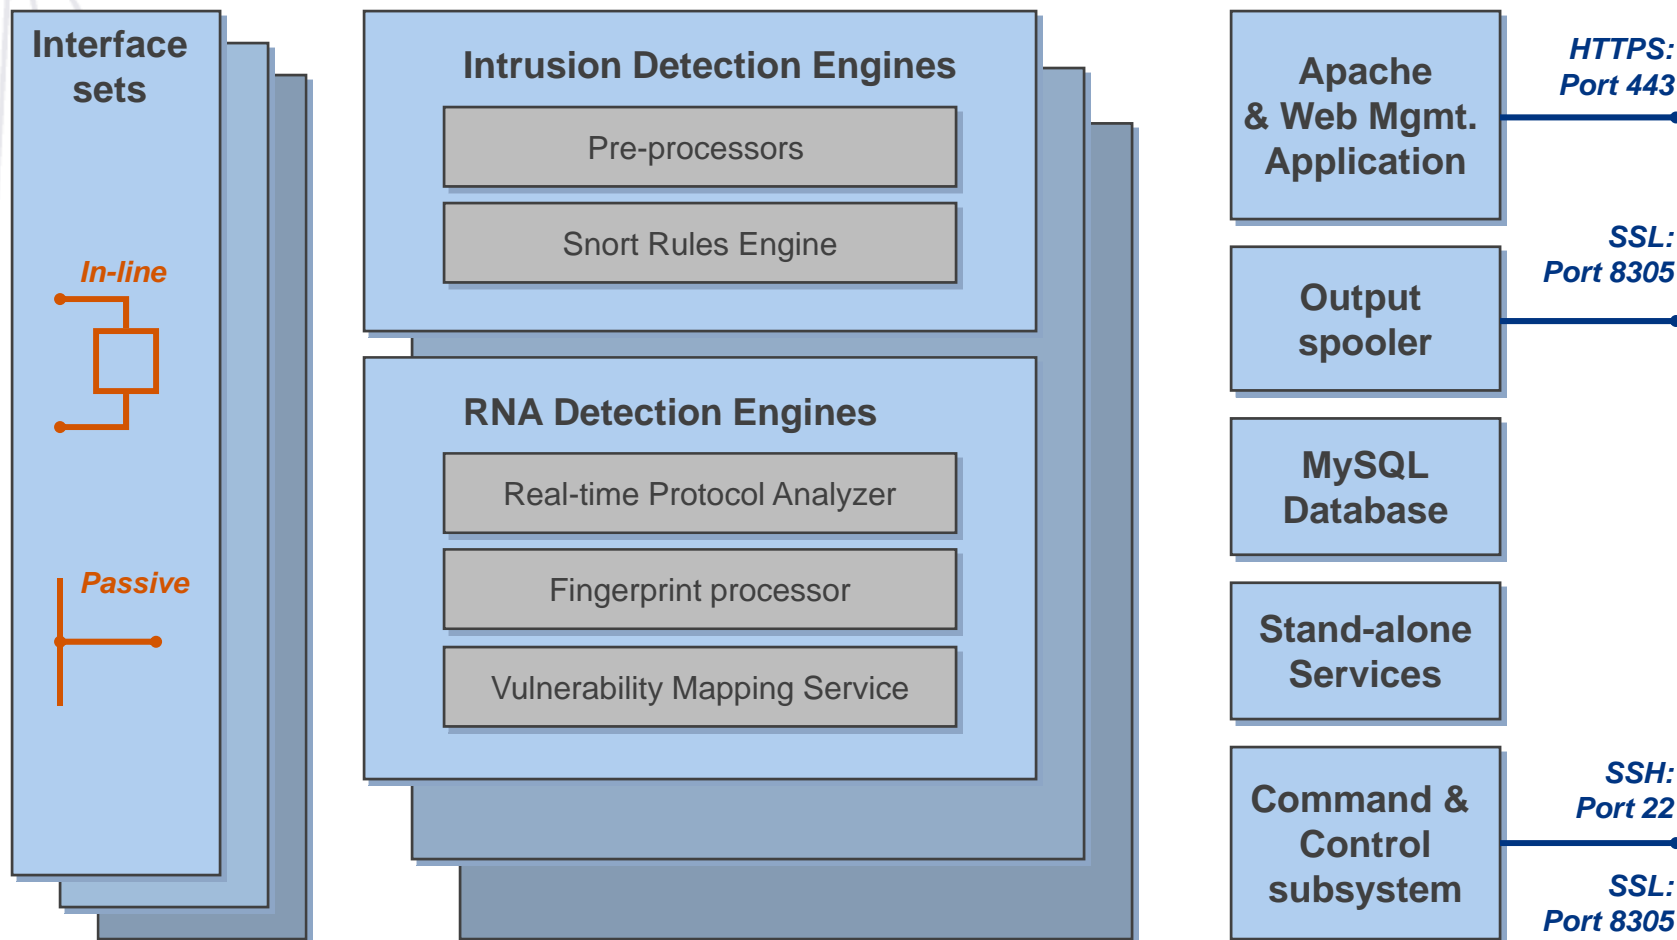 Interface
sets
In-line
Passive
Intrusion Detection Engines
Pre-processors
Snort Rules Engine
RNA Detection Engines
Real-time Protocol Analyzer
Fingerprint processor
Vulnerability Mapping Service
Apache
& Web Mgmt.
Application
HTTPS:
Port 443
Output
spooler
SSL:
Port 8305
MySQL
Database
Stand-alone
Services
Command &
Control
subsystem
SSH:
Port 22
SSL:
Port 8305